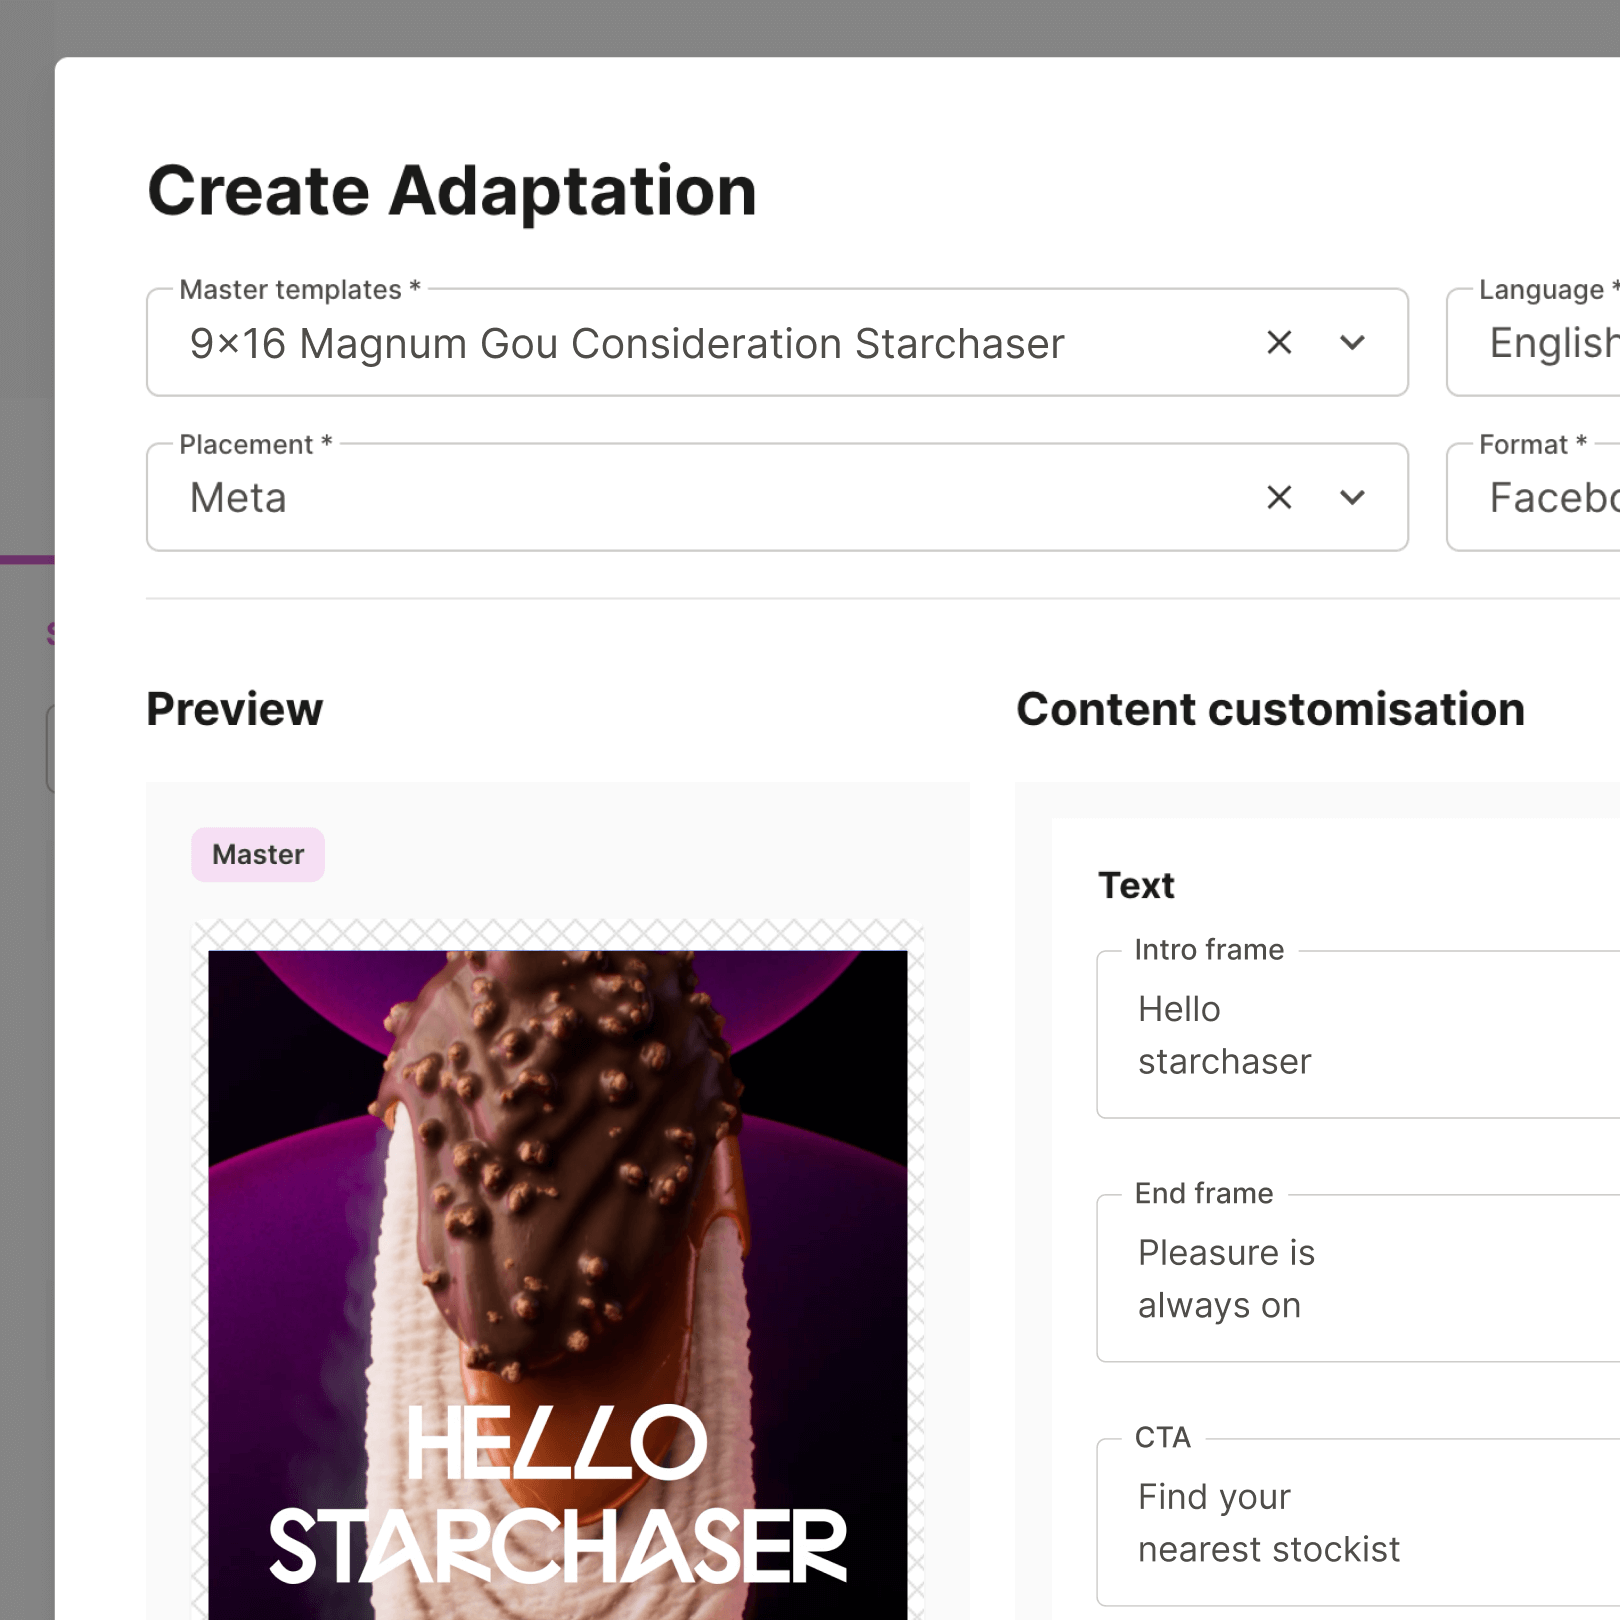 Create Adaptation
Master templates *
9×16 Magnum Gou Consideration Starchaser
Language *
English
Placement *
Meta
Format *
Facebo
Preview
Content customisation
Master
HELLO
STARCHASER
Text
Intro frame
Hello
starchaser
End frame
Pleasure is
always on
CTA
Find your
nearest stockist